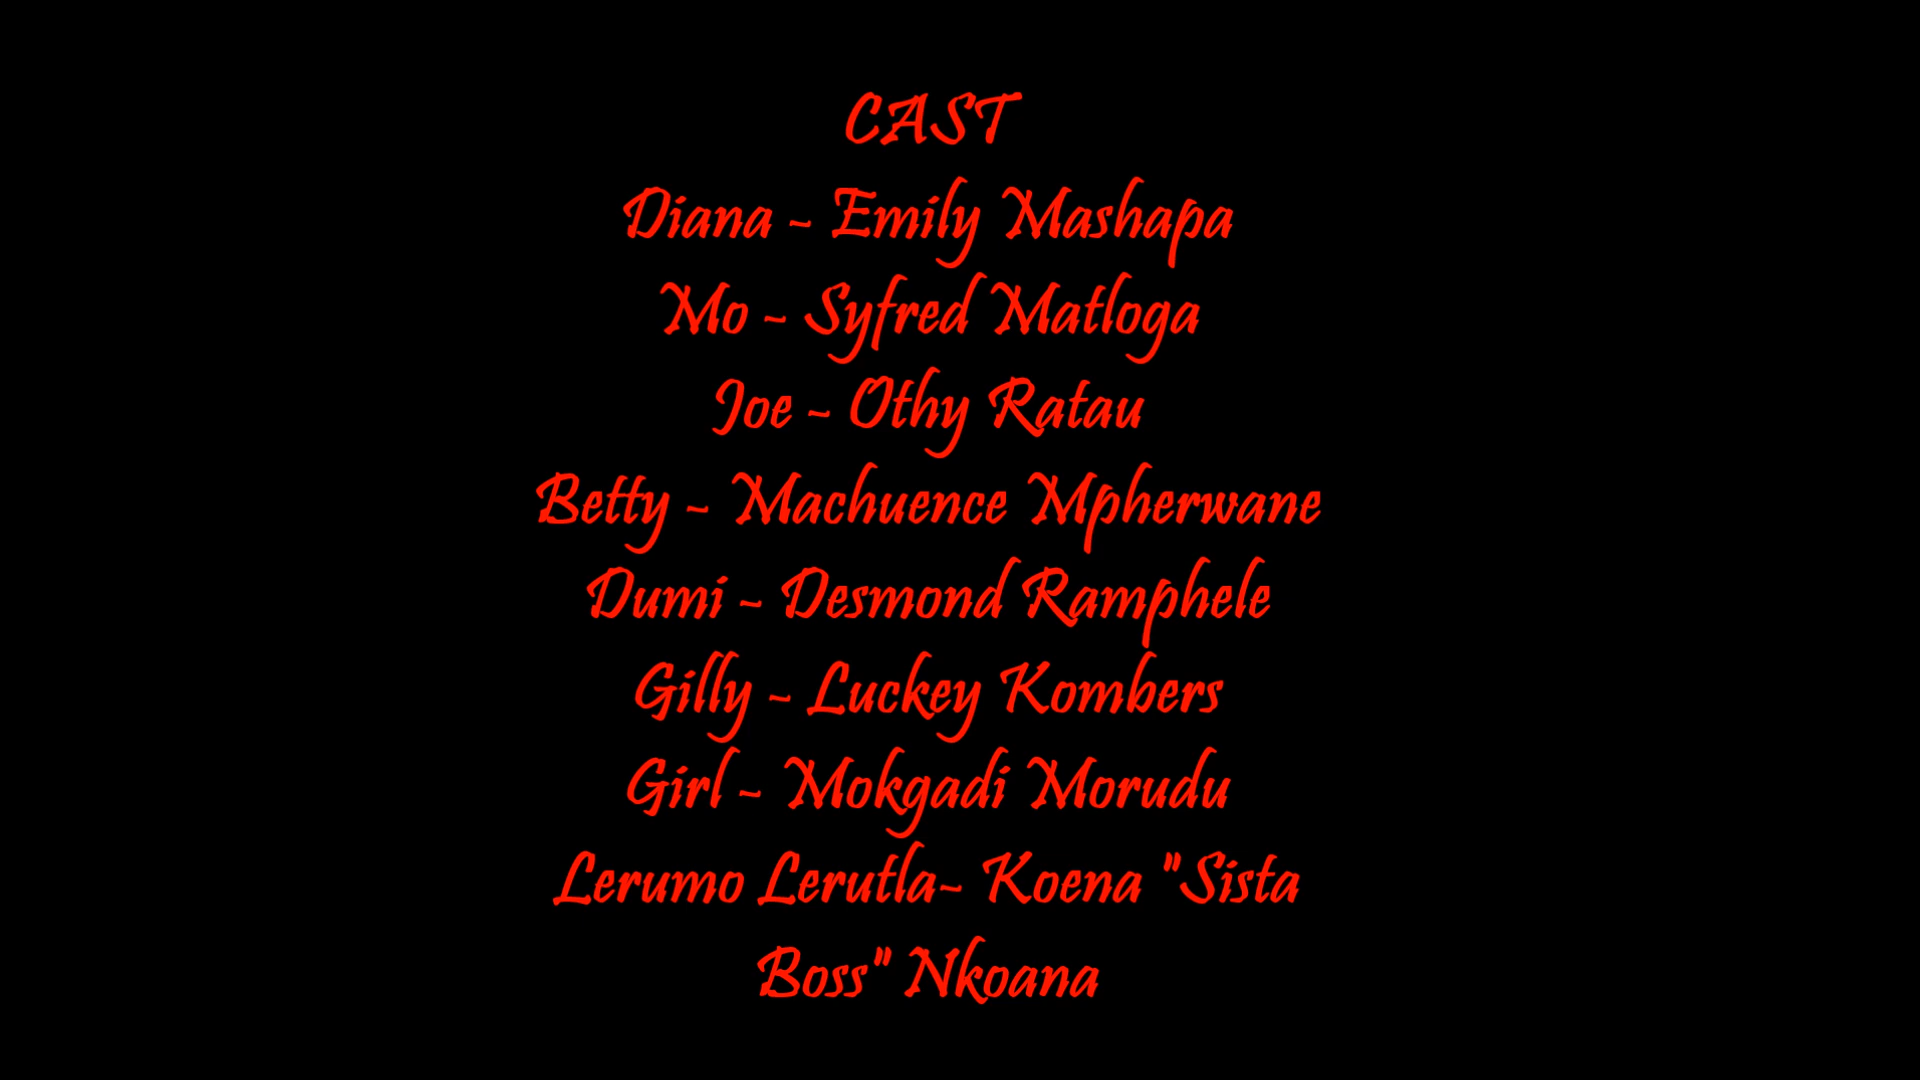 CAST
Diana - Emily Mashapa
Mo - Syfred Matloga
Joe - Othy Ratau
Betty - Machuence Mpherwane
Dumi - Desmond Ramphele
Gilly - Luckey Kombers
Girl - Mokgadi Morudu
Lerumo Lerutla- Koena "Sista
Boss" Nkoana